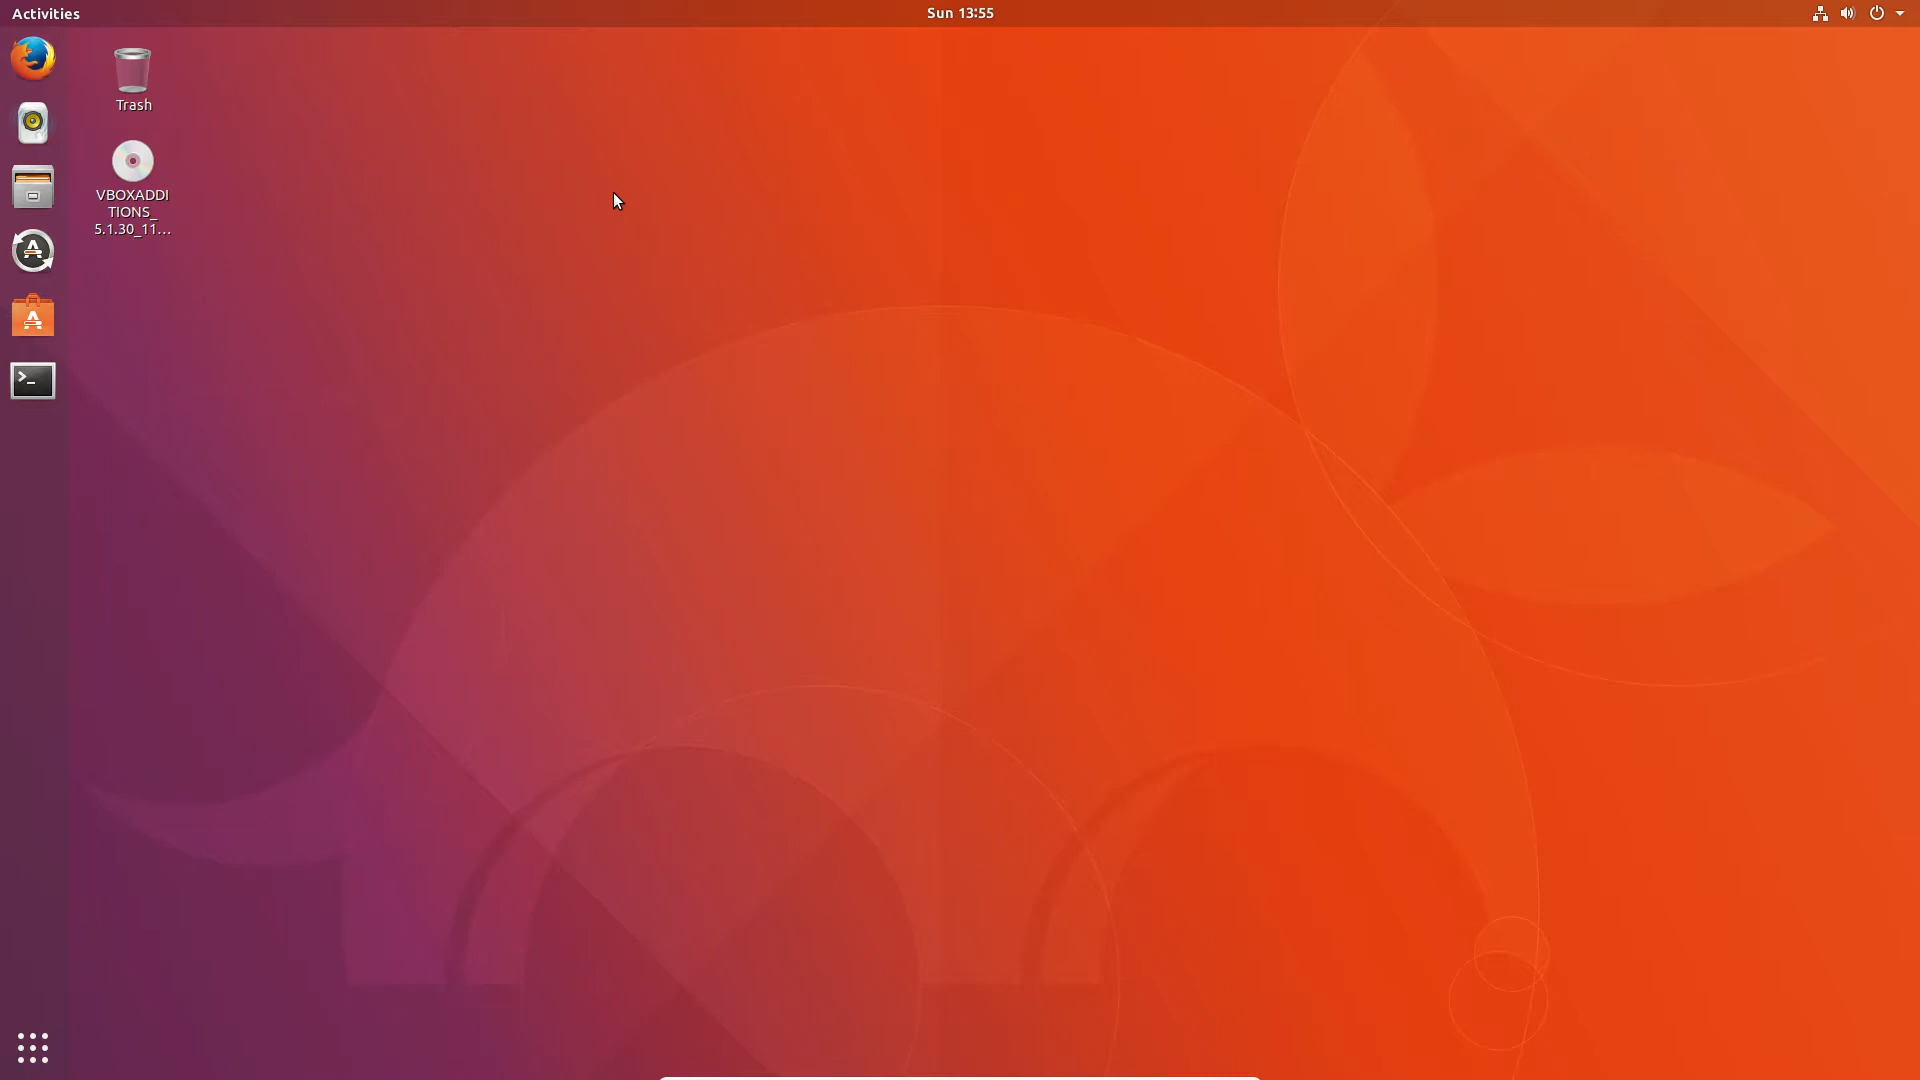 Activities
Sun 13:55
Trash
VBOXADDI
TIONS_
5.1.30_11...